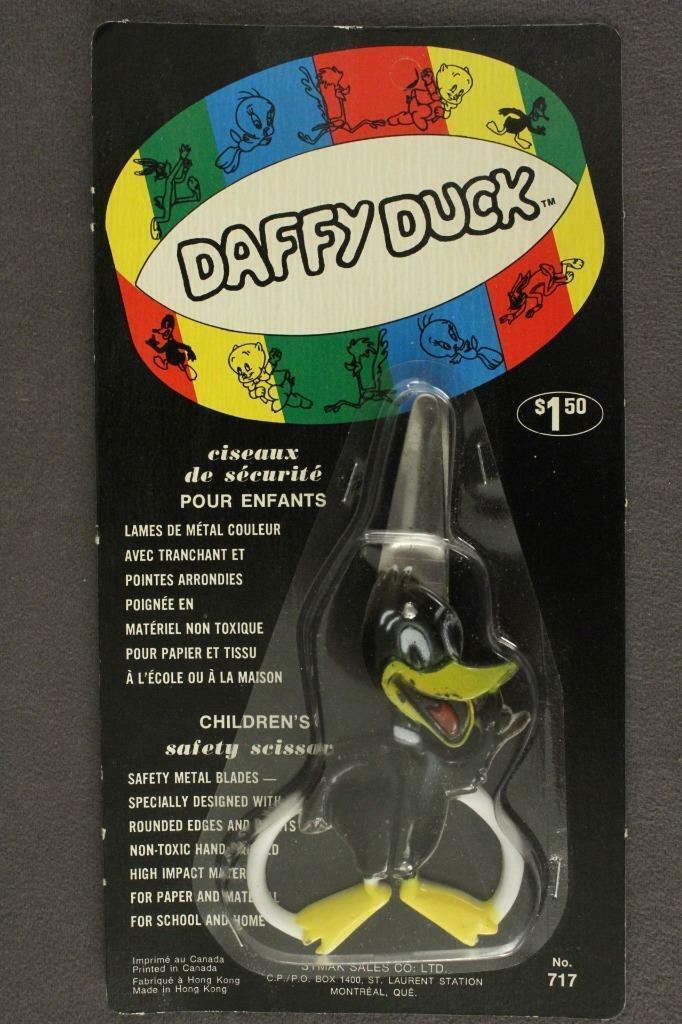 DAFFY DUCK™
$1.50
ciseaux
de sécurité
POUR ENFANTS
LAMES DE MÉTAL COULEUR
AVEC TRANCHANT ET
POINTES ARRONDIES
POIGNÉE EN
MATÉRIEL NON TOXIQUE
POUR PAPIER ET TISSU
À L'ÉCOLE OU À LA MAISON
CHILDREN'S
safety scissor
SAFETY METAL BLADES —
SPECIALLY DESIGNED WITH
ROUNDED EDGES AND
NON-TOXIC HAND
HIGH IMPACT
FOR PAPER AND
FOR SCHOOL AND HOME
Imprimé au Canada
Printed in Canada
Fabriqué à Hong Kong
Made in Hong Kong
SYMAK SALES CO: LTD.
C.P./P.O. BOX 1400, ST. LAURENT STATION
MONTRÉAL, QUÉ.
No.
717